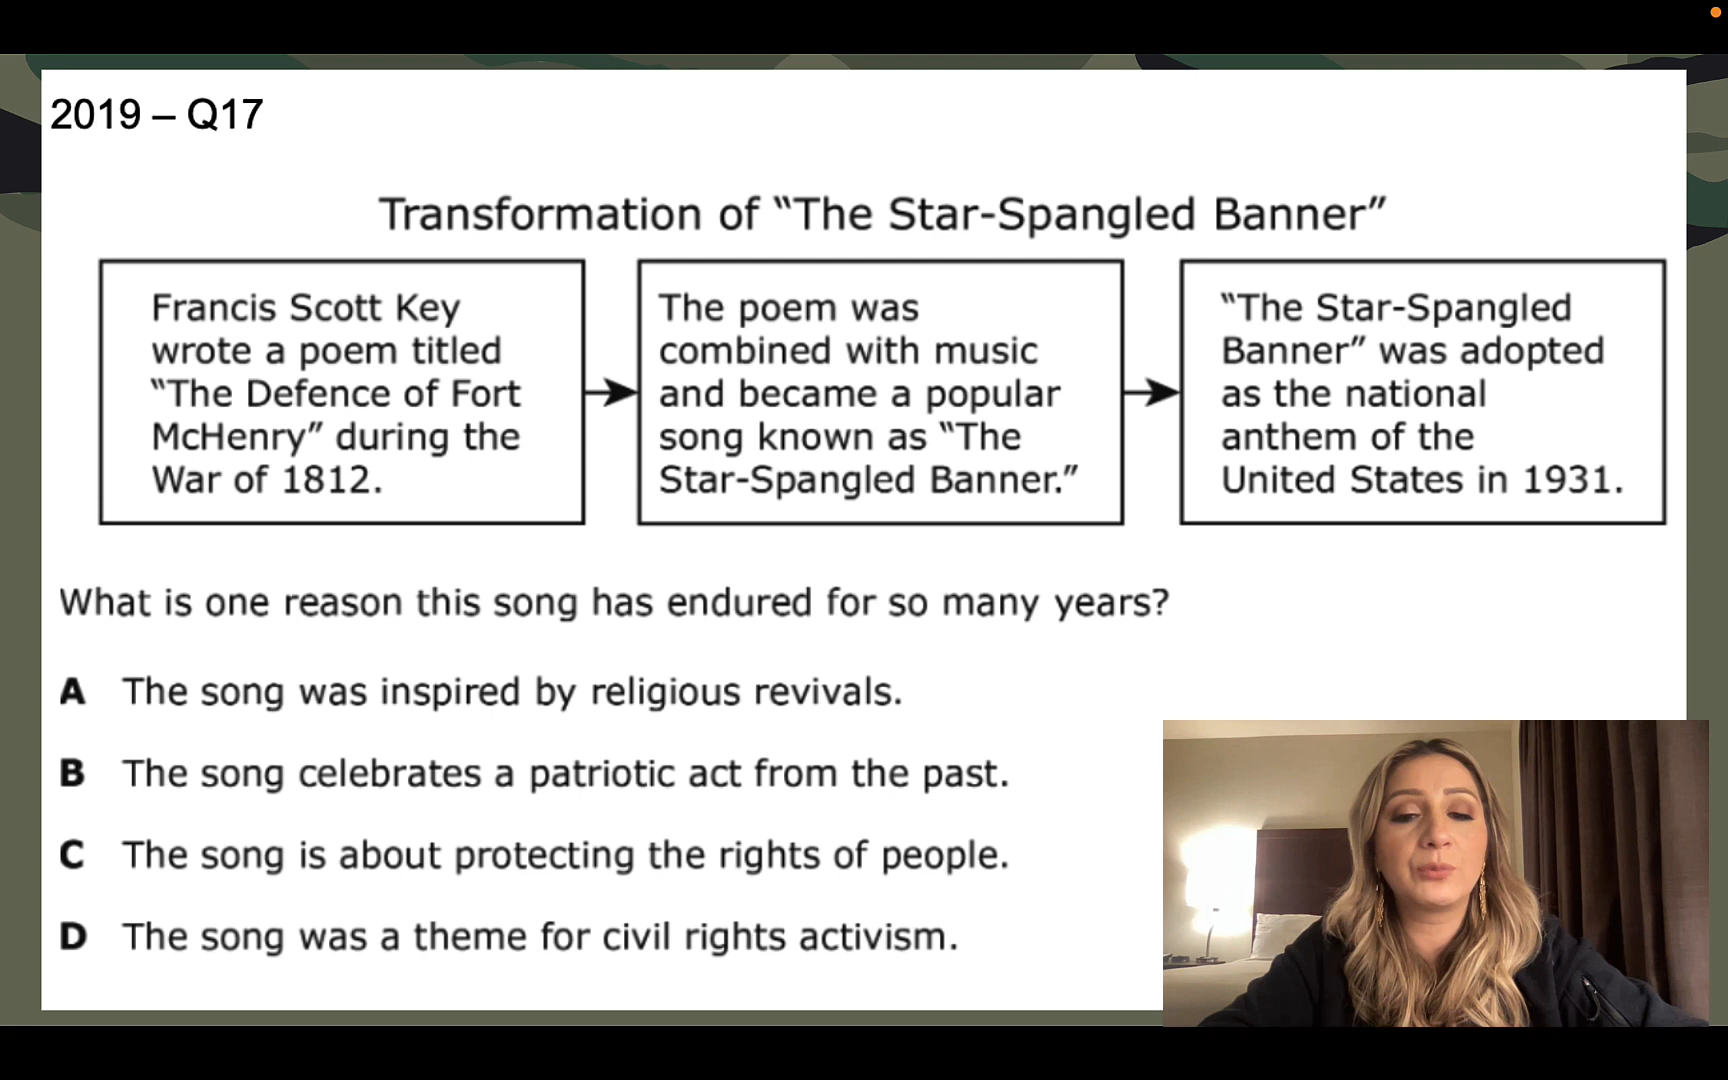 2019 – Q17
Transformation of “The Star-Spangled Banner”
Francis Scott Key
wrote a poem titled
“The Defence of Fort
McHenry” during the
War of 1812.
The poem was
combined with music
and became a popular
song known as “The
Star-Spangled Banner.”
“The Star-Spangled
Banner” was adopted
as the national
anthem of the
United States in 1931.
What is one reason this song has endured for so many years?
A The song was inspired by religious revivals.
B The song celebrates a patriotic act from the past.
C The song is about protecting the rights of people.
D The song was a theme for civil rights activism.